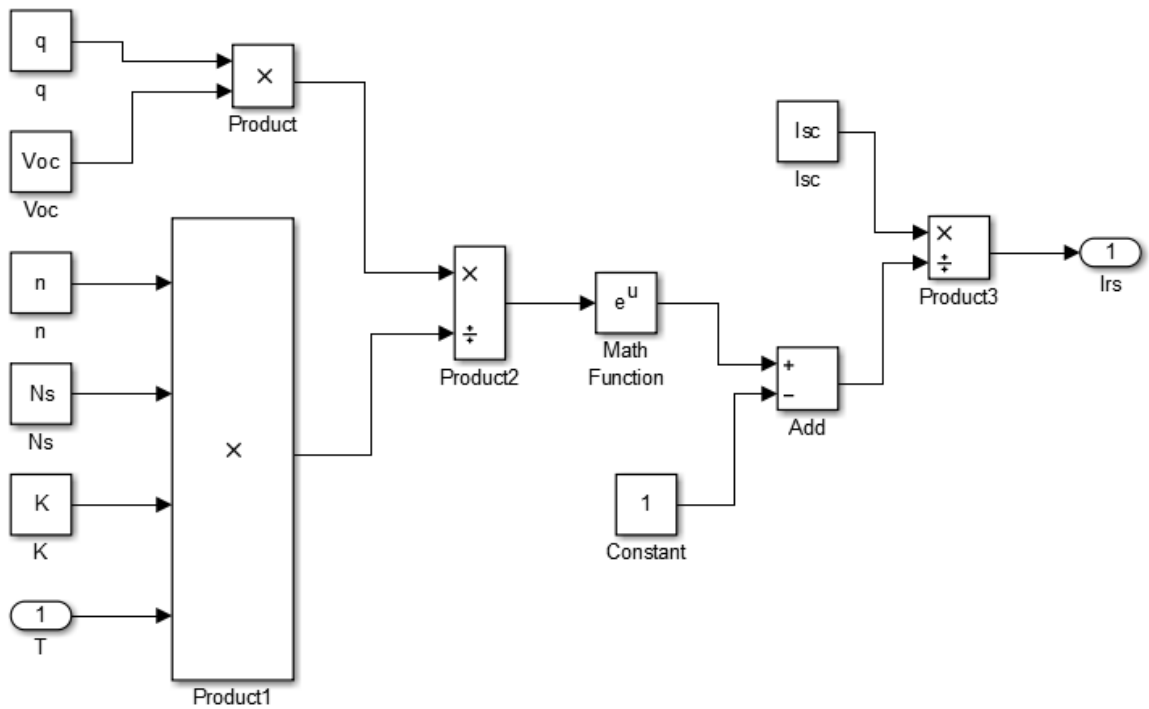 q
q
×
Product
Voc
Voc
Isc
Isc
n
n
×
÷
Product3
1
Irs
×
÷
Product2
e^u
Math
Function
Ns
Ns
×
+
−
Add
K
K
1
Constant
1
T
Product1